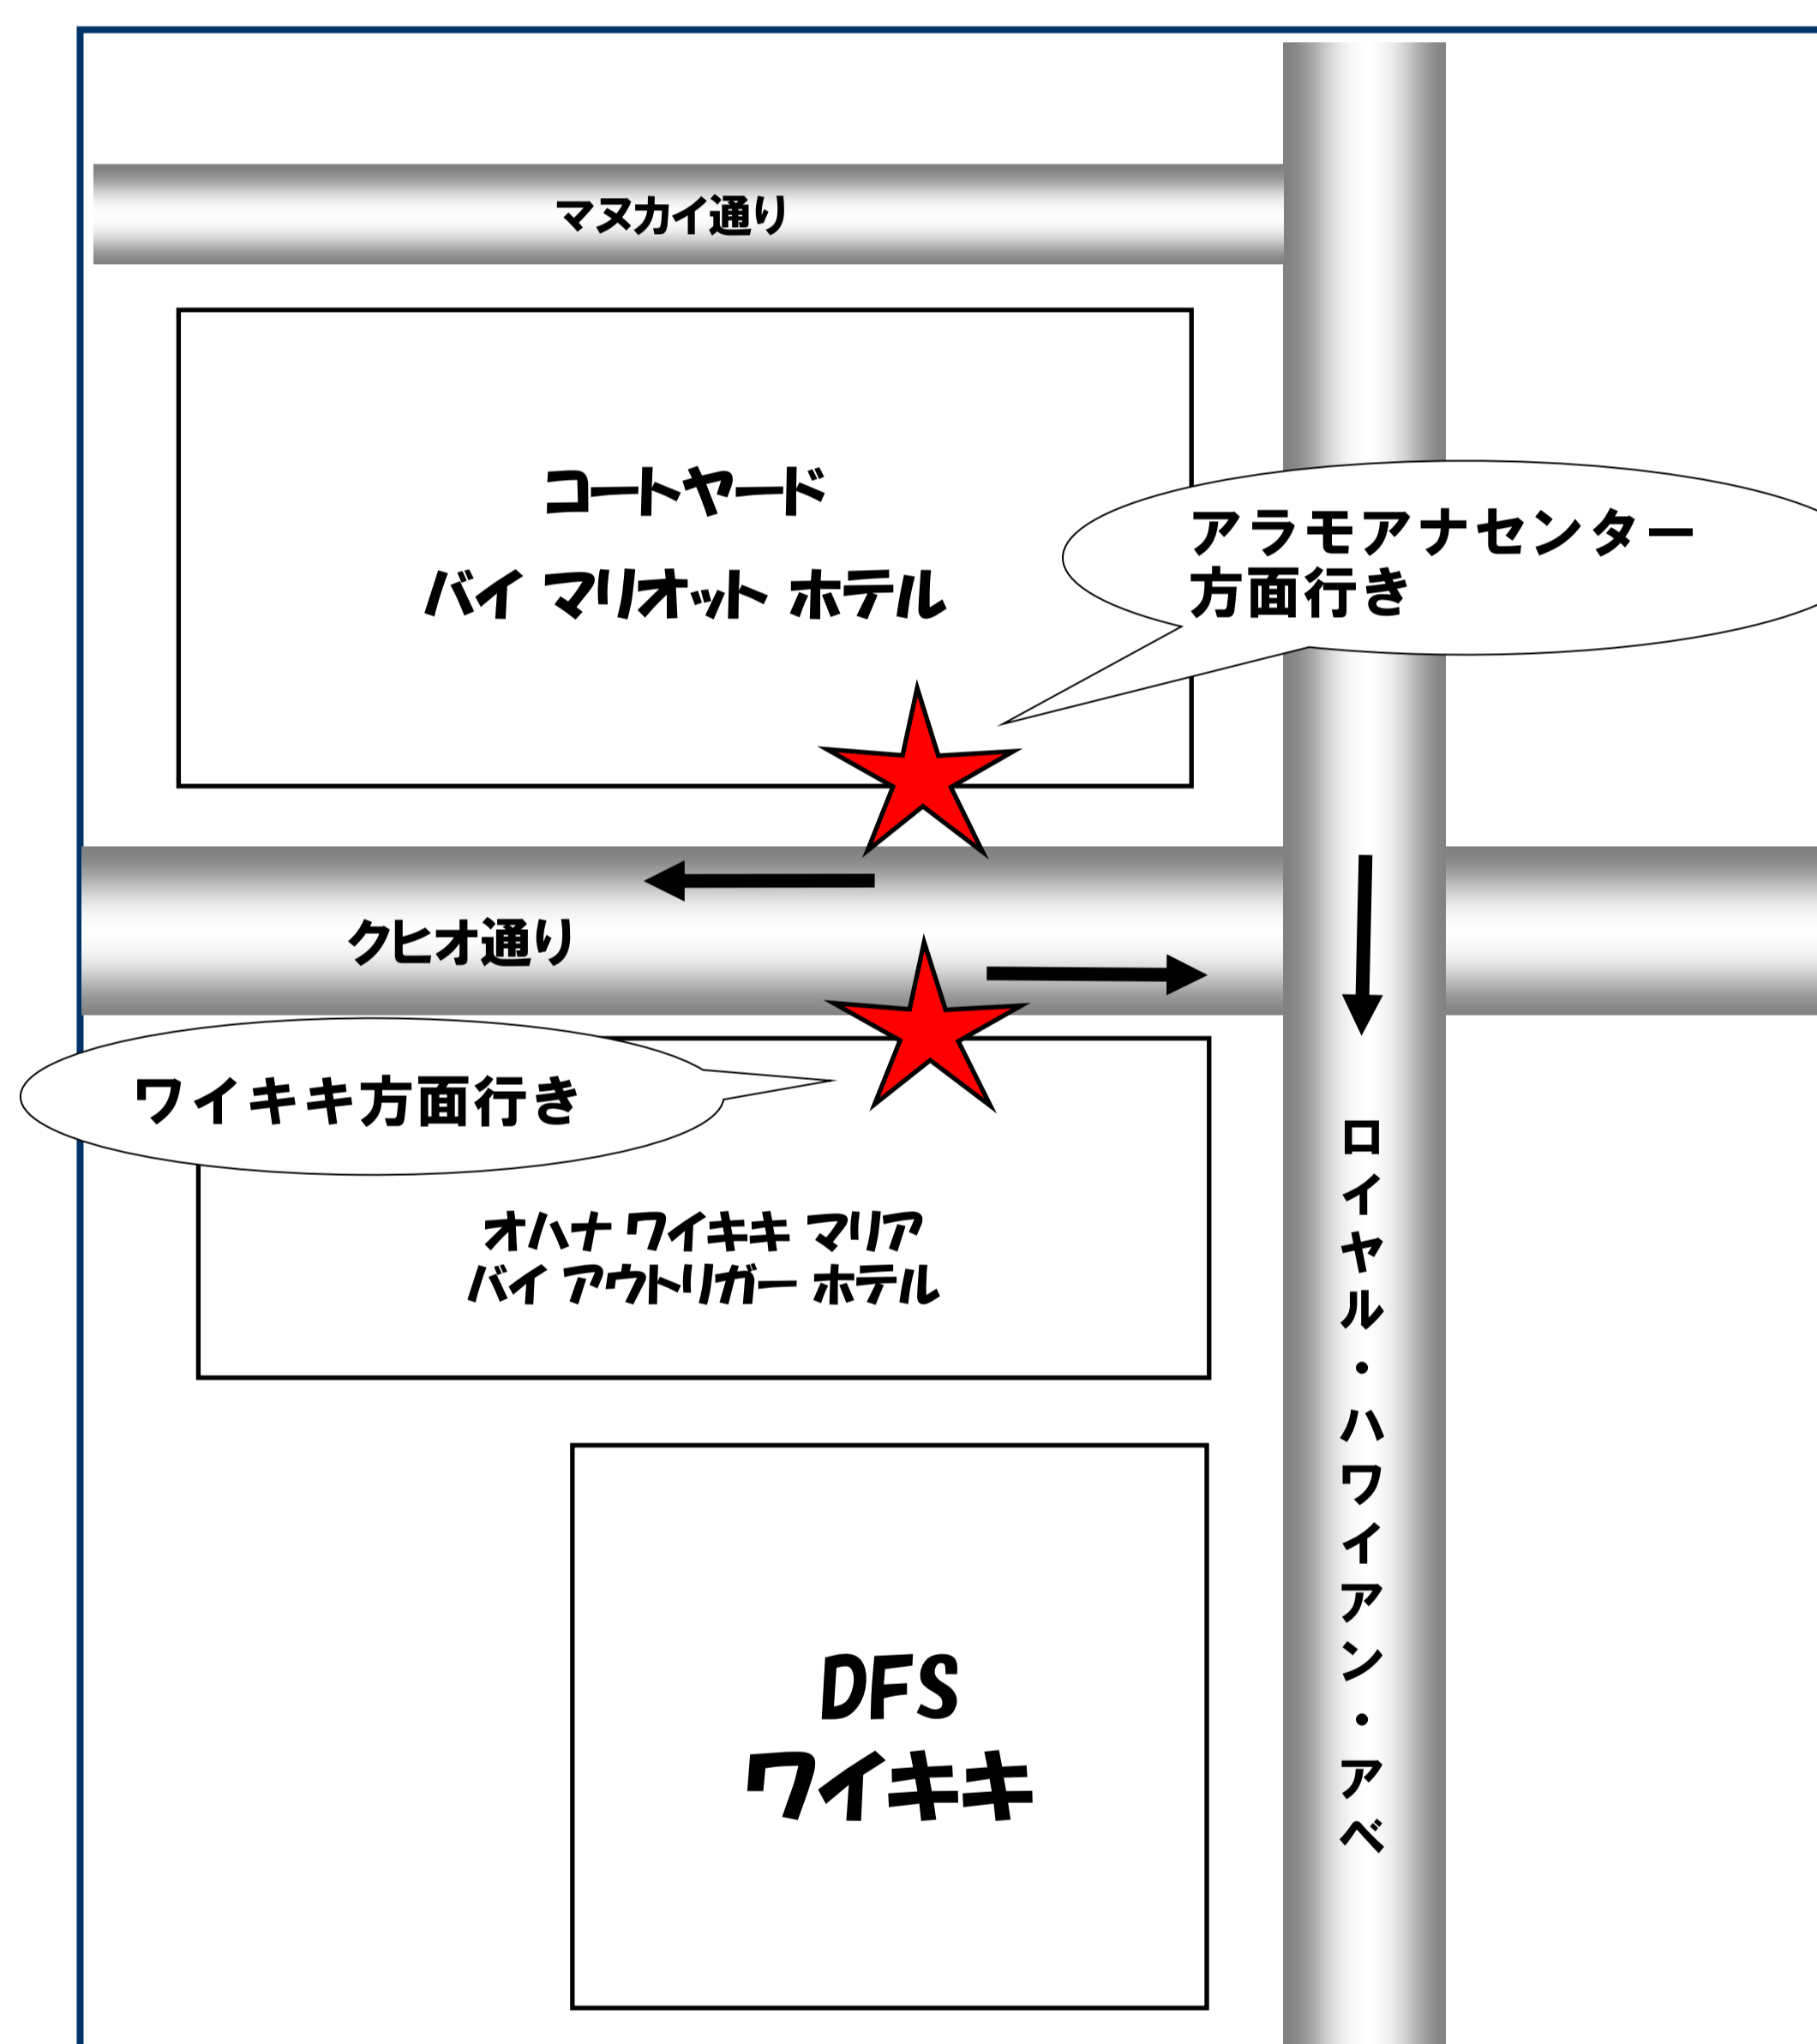 マヌカイ通り
コートヤード
バイ マリオット ホテル
アラモアナセンター
方面行き
クヒオ通り
ワイキキ方面行き
オハナ ワイキキ マリア
バイ アウトリガー ホテル
ロイヤル・ハワイアン・アベ
DFS
ワイキキ